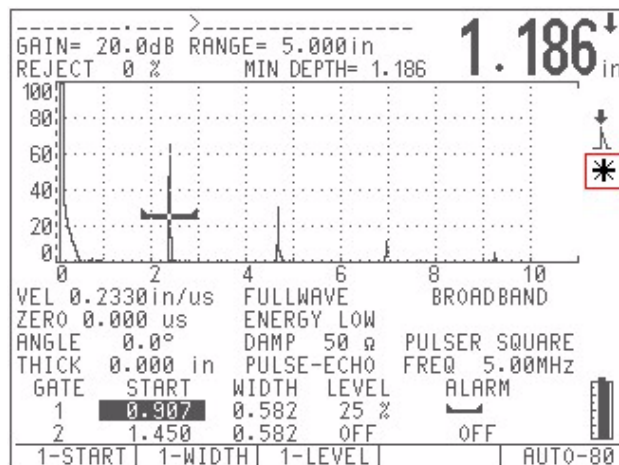 --------.--- >------------------
GAIN= 20.0dB RANGE= 5.000in
1.186 in
REJECT 0 % MIN DEPTH= 1.186
100
80
60
40
20
0
0 2 4 6 8 10
VEL 0.2330in/us FULLWAVE BROADBAND
ZERO 0.000 us ENERGY LOW
ANGLE 0.0° DAMP 50 Ω PULSER SQUARE
THICK 0.000 in PULSE-ECHO FREQ 5.00MHz
GATE START WIDTH LEVEL ALARM
1 0.907 0.582 25 %
2 1.450 0.582 OFF OFF
1-START 1-WIDTH 1-LEVEL AUTO-80